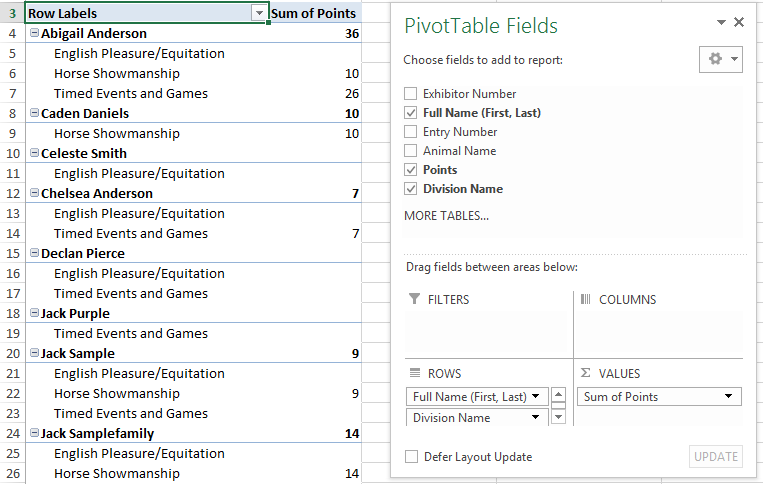 3 Row Labels Sum of Points
4 Abigail Anderson 36
5 English Pleasure/Equitation
6 Horse Showmanship 10
7 Timed Events and Games 26
8 Caden Daniels 10
9 Horse Showmanship 10
10 Celeste Smith
11 English Pleasure/Equitation
12 Chelsea Anderson 7
13 English Pleasure/Equitation
14 Timed Events and Games 7
15 Declan Pierce
16 English Pleasure/Equitation
17 Timed Events and Games
18 Jack Purple
19 Timed Events and Games
20 Jack Sample 9
21 English Pleasure/Equitation
22 Horse Showmanship 9
23 Timed Events and Games
24 Jack Samplefamily 14
25 English Pleasure/Equitation
26 Horse Showmanship 14
PivotTable Fields
Choose fields to add to report:
Exhibitor Number
Full Name (First, Last)
Entry Number
Animal Name
Points
Division Name
MORE TABLES...
Drag fields between areas below:
FILTERS
COLUMNS
ROWS
Full Name (First, Last)
Division Name
Σ VALUES
Sum of Points
Defer Layout Update
UPDATE